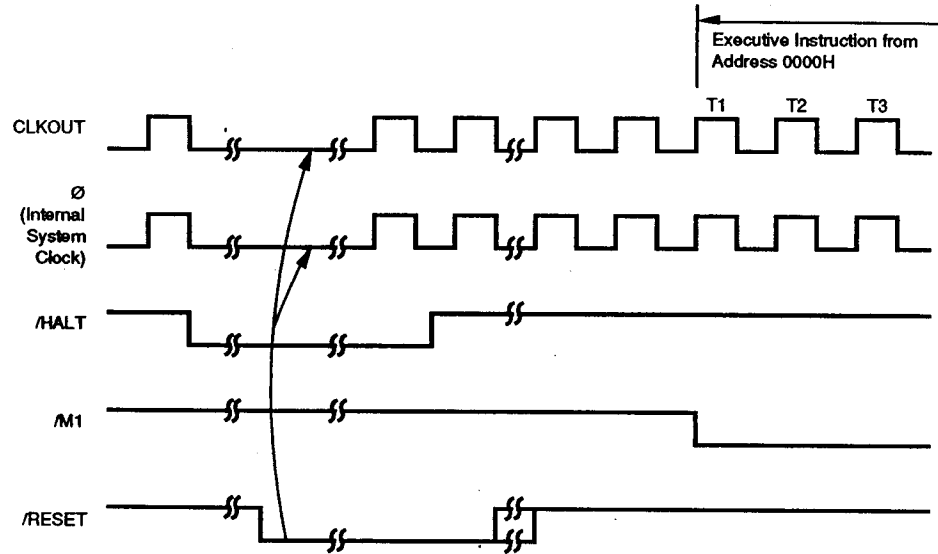 Executive Instruction from
Address 0000H
T1 T2 T3
CLKOUT
Ø
(Internal
System
Clock)
/HALT
/M1
/RESET